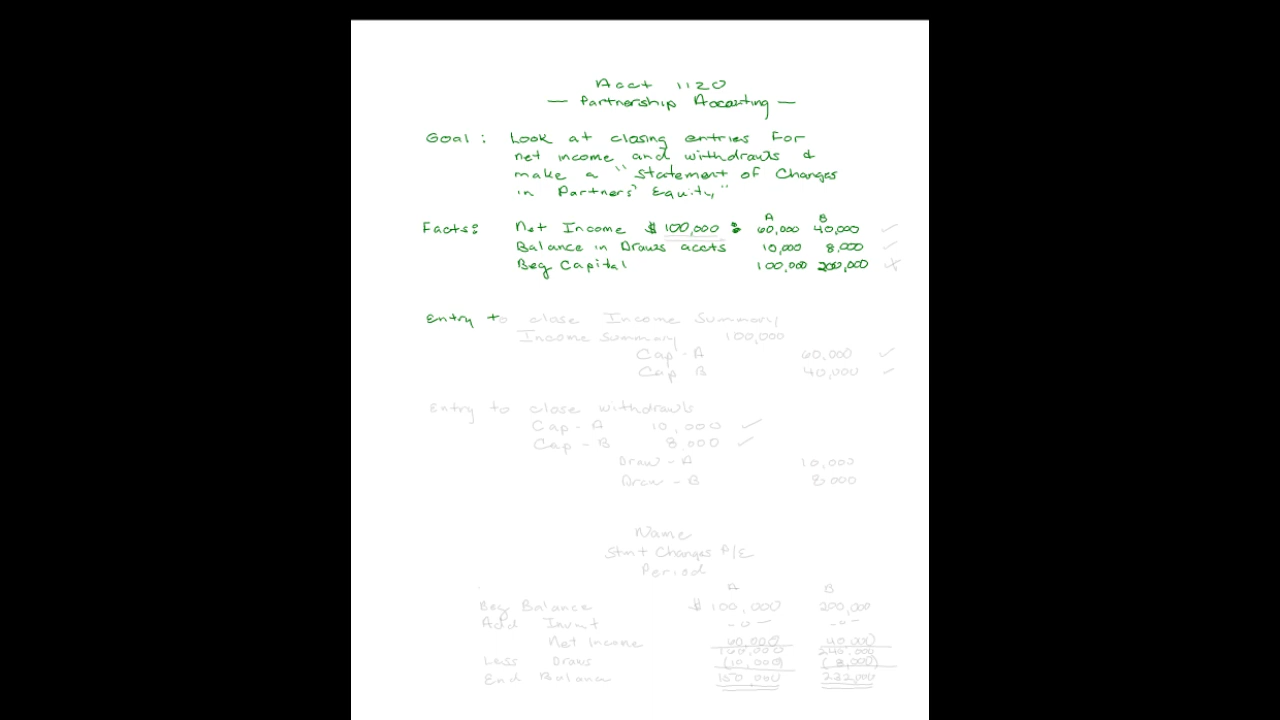 Acct 1120
— Partnership Accounting —
Goal: Look at closing entries for
net income and withdrawls &
make a "Statement of Changes
in Partners' Equity"
A B
Facts: Net Income $100,000 : 60,000 40,000 ✓
Balance in Draws accts 10,000 8,000 ✓
Beg Capital 100,000 200,000
Entry to close Income Summary
Income Summary 100,000
Cap - A 60,000 ✓
Cap B 40,000 ✓
Entry to close withdrawls
Cap - A 10,000 ✓
Cap - B 8,000 ✓
Draw - A 10,000
Draw - B 8,000
Name
Stmt Changes P/E
Period
A B
Beg Balance $100,000 200,000
Add Invmt -0- -0-
Net Income 60,000 40,000
160,000 240,000
Less Draws (10,000) (8,000)
End Balance 150,000 232,000